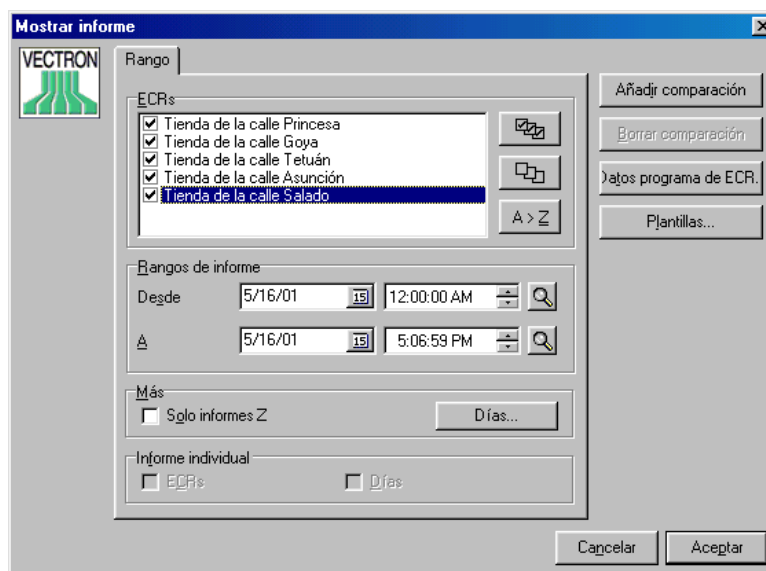 Mostrar informe
VECTRON
Rango
ECRs
Tienda de la calle Princesa
Tienda de la calle Goya
Tienda de la calle Tetuán
Tienda de la calle Asunción
Tienda de la calle Salado
A > Z
Rangos de informe
Desde 5/16/01 15 12:00:00 AM
A 5/16/01 15 5:06:59 PM
Más
Solo informes Z Días...
Informe individual
ECRs Días
Añadir comparación
Borrar comparación
Datos programa de ECR.
Plantillas...
Cancelar Aceptar